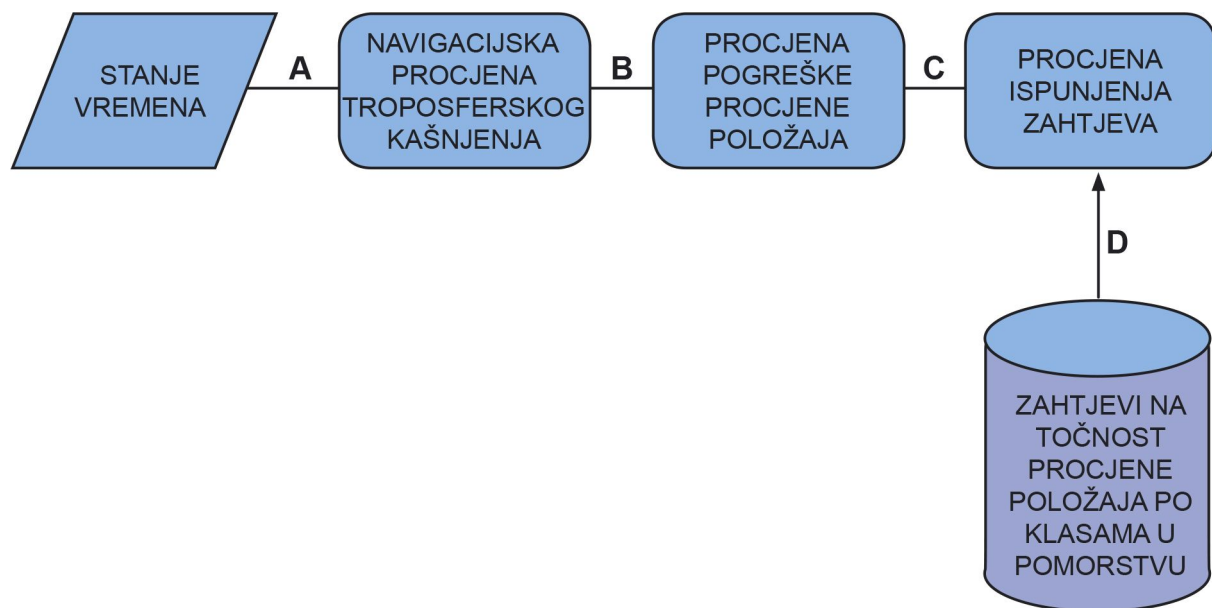 STANJE
VREMENA
A
NAVIGACIJSKA
PROCJENA
TROPOSFERSKOG
KAŠNJENJA
B
PROCJENA
POGREŠKE
PROCJENE
POLOŽAJA
C
PROCJENA
ISPUNJENJA
ZAHTJEVA
D
ZAHTJEVI NA
TOČNOST
PROCJENE
POLOŽAJA PO
KLASAMA U
POMORSTVU